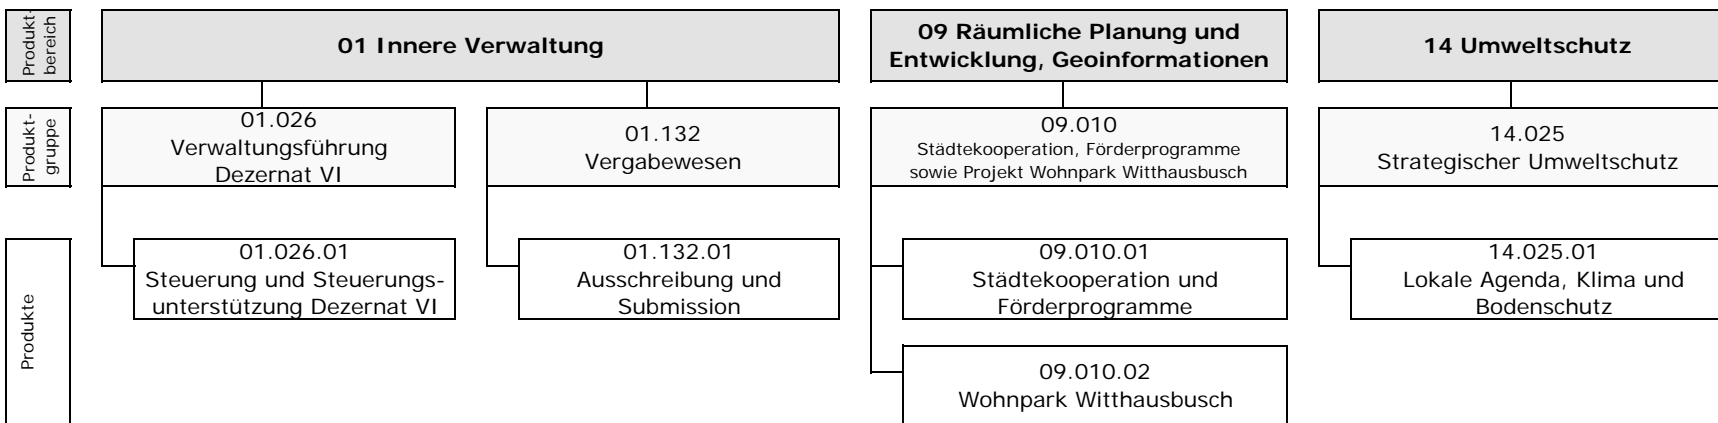 Produkt-
bereich
01 Innere Verwaltung
09 Räumliche Planung und
Entwicklung, Geoinformationen
14 Umweltschutz
Produkt-
gruppe
01.026
Verwaltungsführung
Dezernat VI
01.132
Vergabewesen
09.010
Städtekooperation, Förderprogramme
sowie Projekt Wohnpark Witthausbusch
14.025
Strategischer Umweltschutz
Produkte
01.026.01
Steuerung und Steuerungs-
unterstützung Dezernat VI
01.132.01
Ausschreibung und
Submission
09.010.01
Städtekooperation und
Förderprogramme
14.025.01
Lokale Agenda, Klima und
Bodenschutz
09.010.02
Wohnpark Witthausbusch